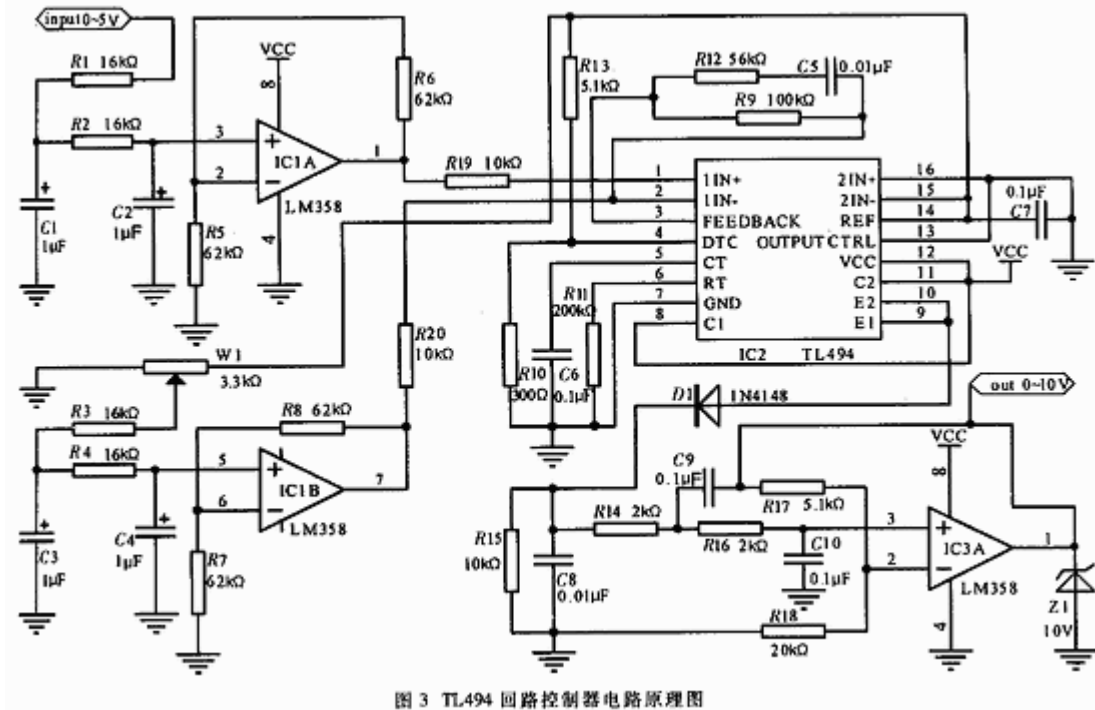 input0~5V
R1 16kΩ
R2 16kΩ
C1
1μF
C2
1μF
VCC
8
3
2
1
4
IC1A
LM358
R5
62kΩ
R6
62kΩ
R19 10kΩ
R13
5.1kΩ
R12 56kΩ
C5
0.01μF
R9 100kΩ
1
2
3
4
5
6
7
8
1IN+
1IN-
FEEDBACK
DTC
CT
RT
GND
C1
2IN+
2IN-
REF
OUTPUT CTRL
VCC
C2
E2
E1
16
15
14
13
12
11
10
9
IC2 TL494
0.1μF
C7
VCC
W1
3.3kΩ
R3 16kΩ
R4 16kΩ
C3
1μF
C4
1μF
R8 62kΩ
5
6
7
IC1B
LM358
R7
62kΩ
R20
10kΩ
R10
300Ω
C6
0.1μF
R11
200kΩ
D1
1N4148
out 0~10V
C9
0.1μF
R14 2kΩ
R17 5.1kΩ
R16 2kΩ
C10
0.1μF
R15
10kΩ
C8
0.01μF
R18
20kΩ
VCC
8
3
2
1
4
IC3A
LM358
Z1
10V
图 3 TL494 回路控制器电路原理图